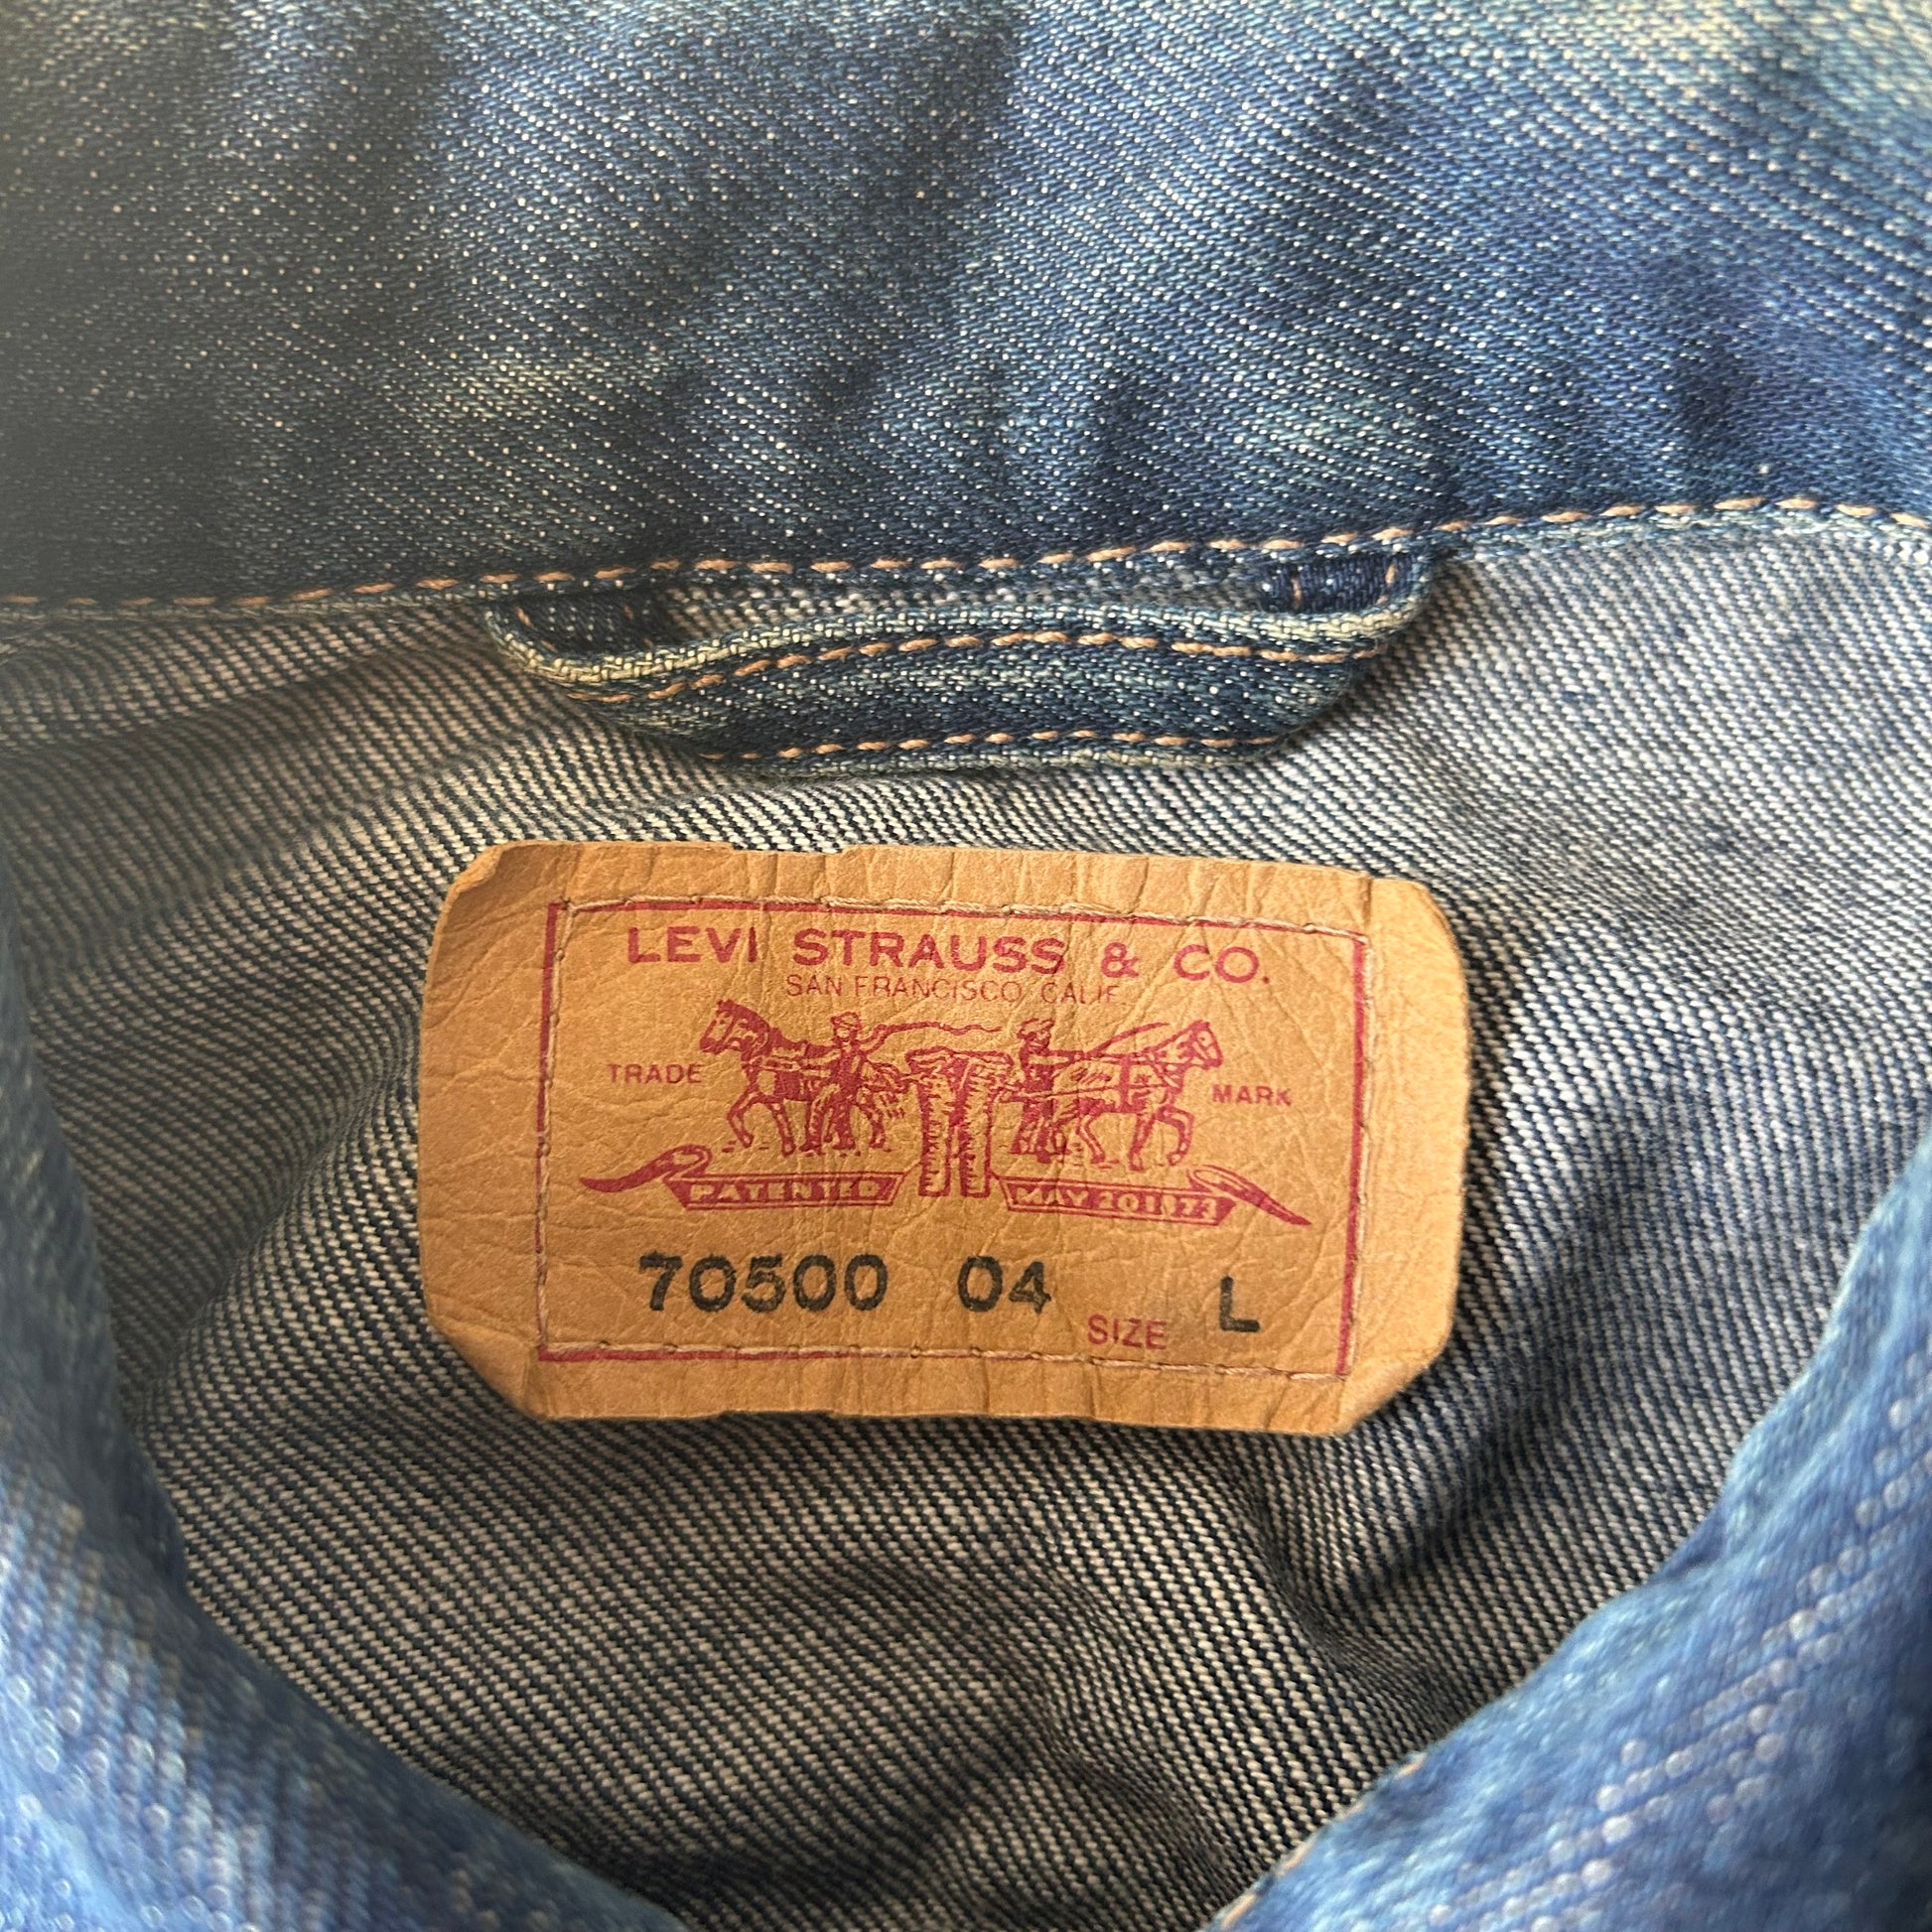 LEVI STRAUSS & CO.
SAN FRANCISCO CALIF.
TRADE MARK
PATENTED MAY 20 1873
70500 04 SIZE L